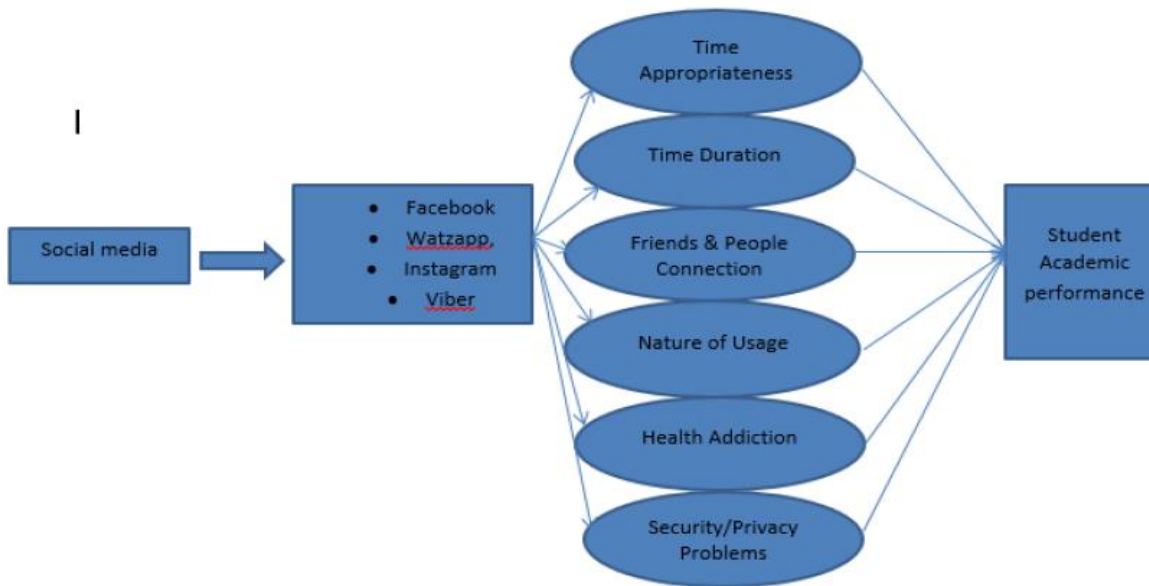 Social media
• Facebook
• Watzapp,
• Instagram
• Viber
Time
Appropriateness
Time Duration
Friends & People
Connection
Nature of Usage
Health Addiction
Security/Privacy
Problems
Student
Academic
performance